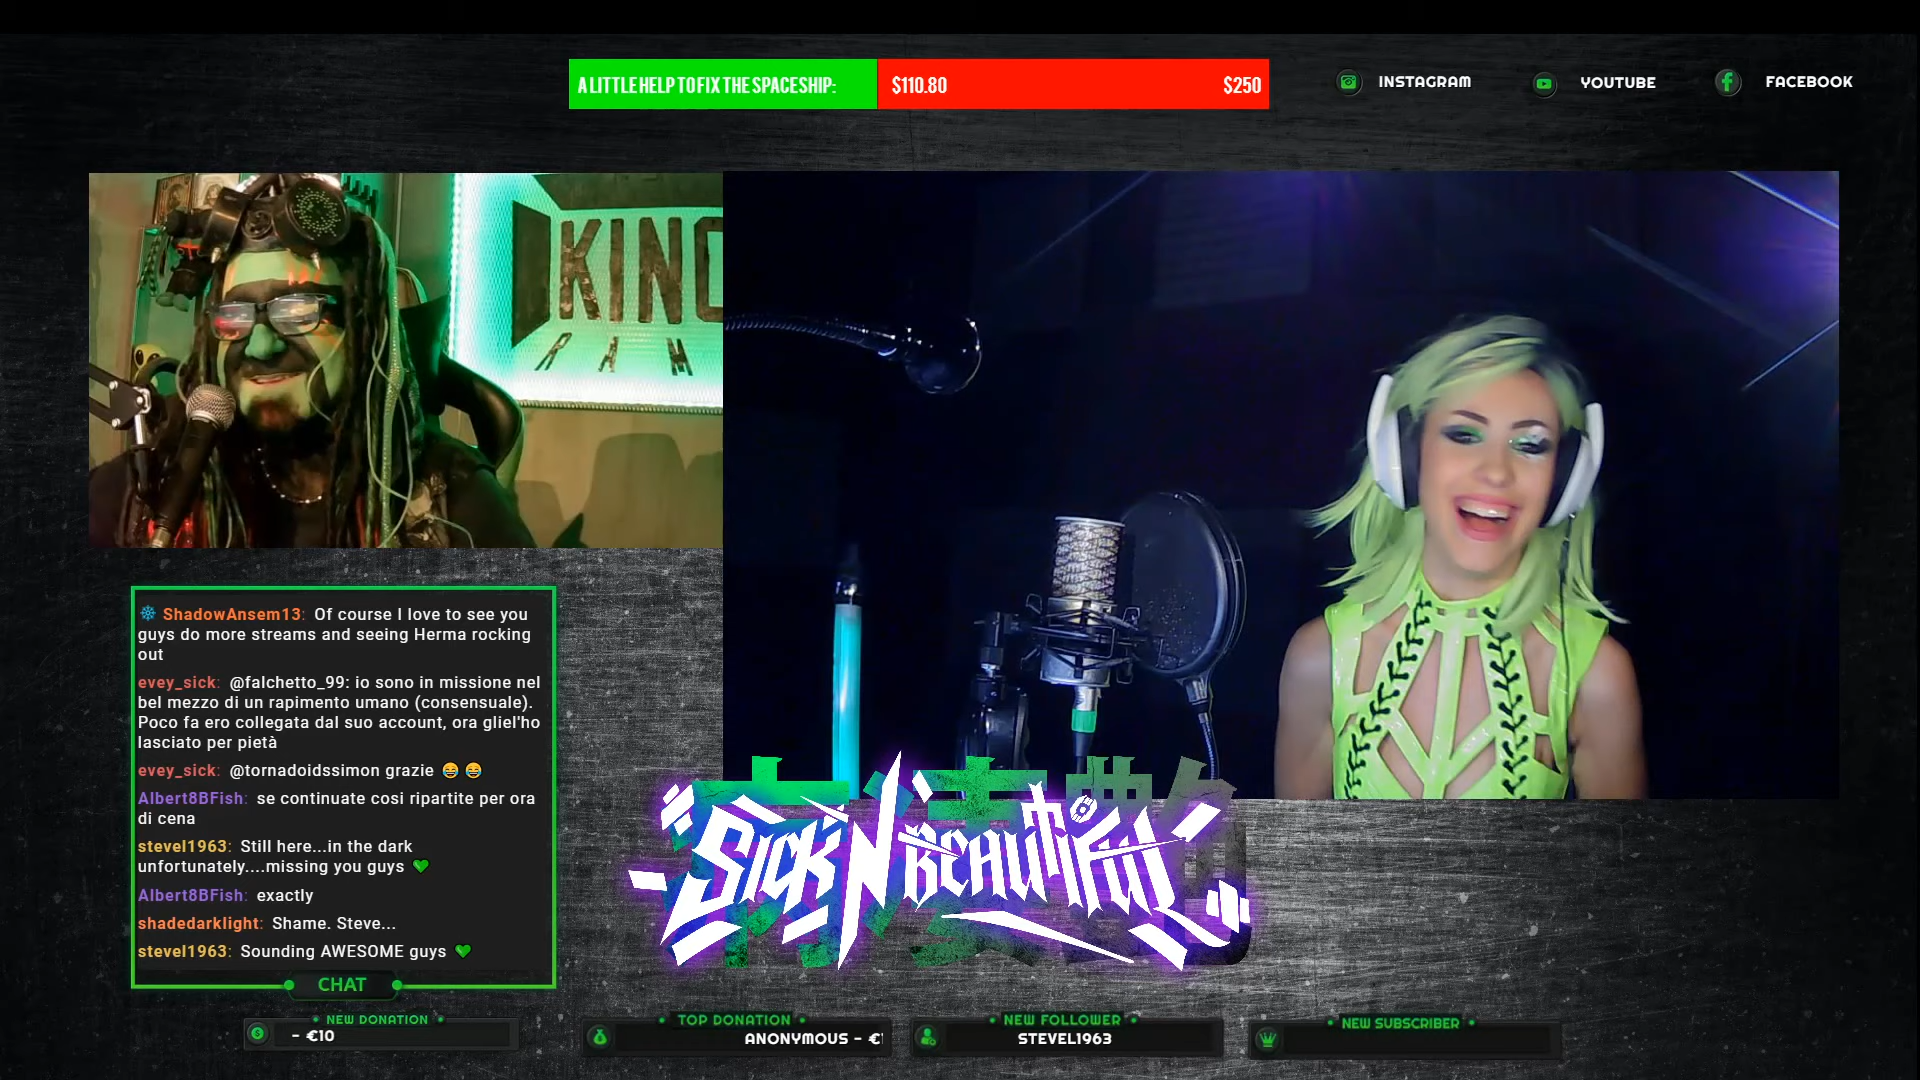 A LITTLE HELP TO FIX THE SPACESHIP:
$110.80
$250
INSTAGRAM
YOUTUBE
FACEBOOK
ShadowAnsem13: Of course I love to see you
guys do more streams and seeing Herma rocking
out
evey_sick: @falchetto_99: io sono in missione nel
bel mezzo di un rapimento umano (consensuale).
Poco fa ero collegata dal suo account, ora gliel'ho
lasciato per pietà
evey_sick: @tornadoidssimon grazie 😂 😂
Albert8BFish: se continuate cosi ripartite per ora
di cena
stevel1963: Still here...in the dark
unfortunately....missing you guys 💚
Albert8BFish: exactly
shadedarklight: Shame. Steve...
stevel1963: Sounding AWESOME guys 💚
CHAT
SICK N BEAUTIFUL
NEW DONATION
- €10
TOP DONATION
ANONYMOUS - €
NEW FOLLOWER
STEVEL1963
NEW SUBSCRIBER